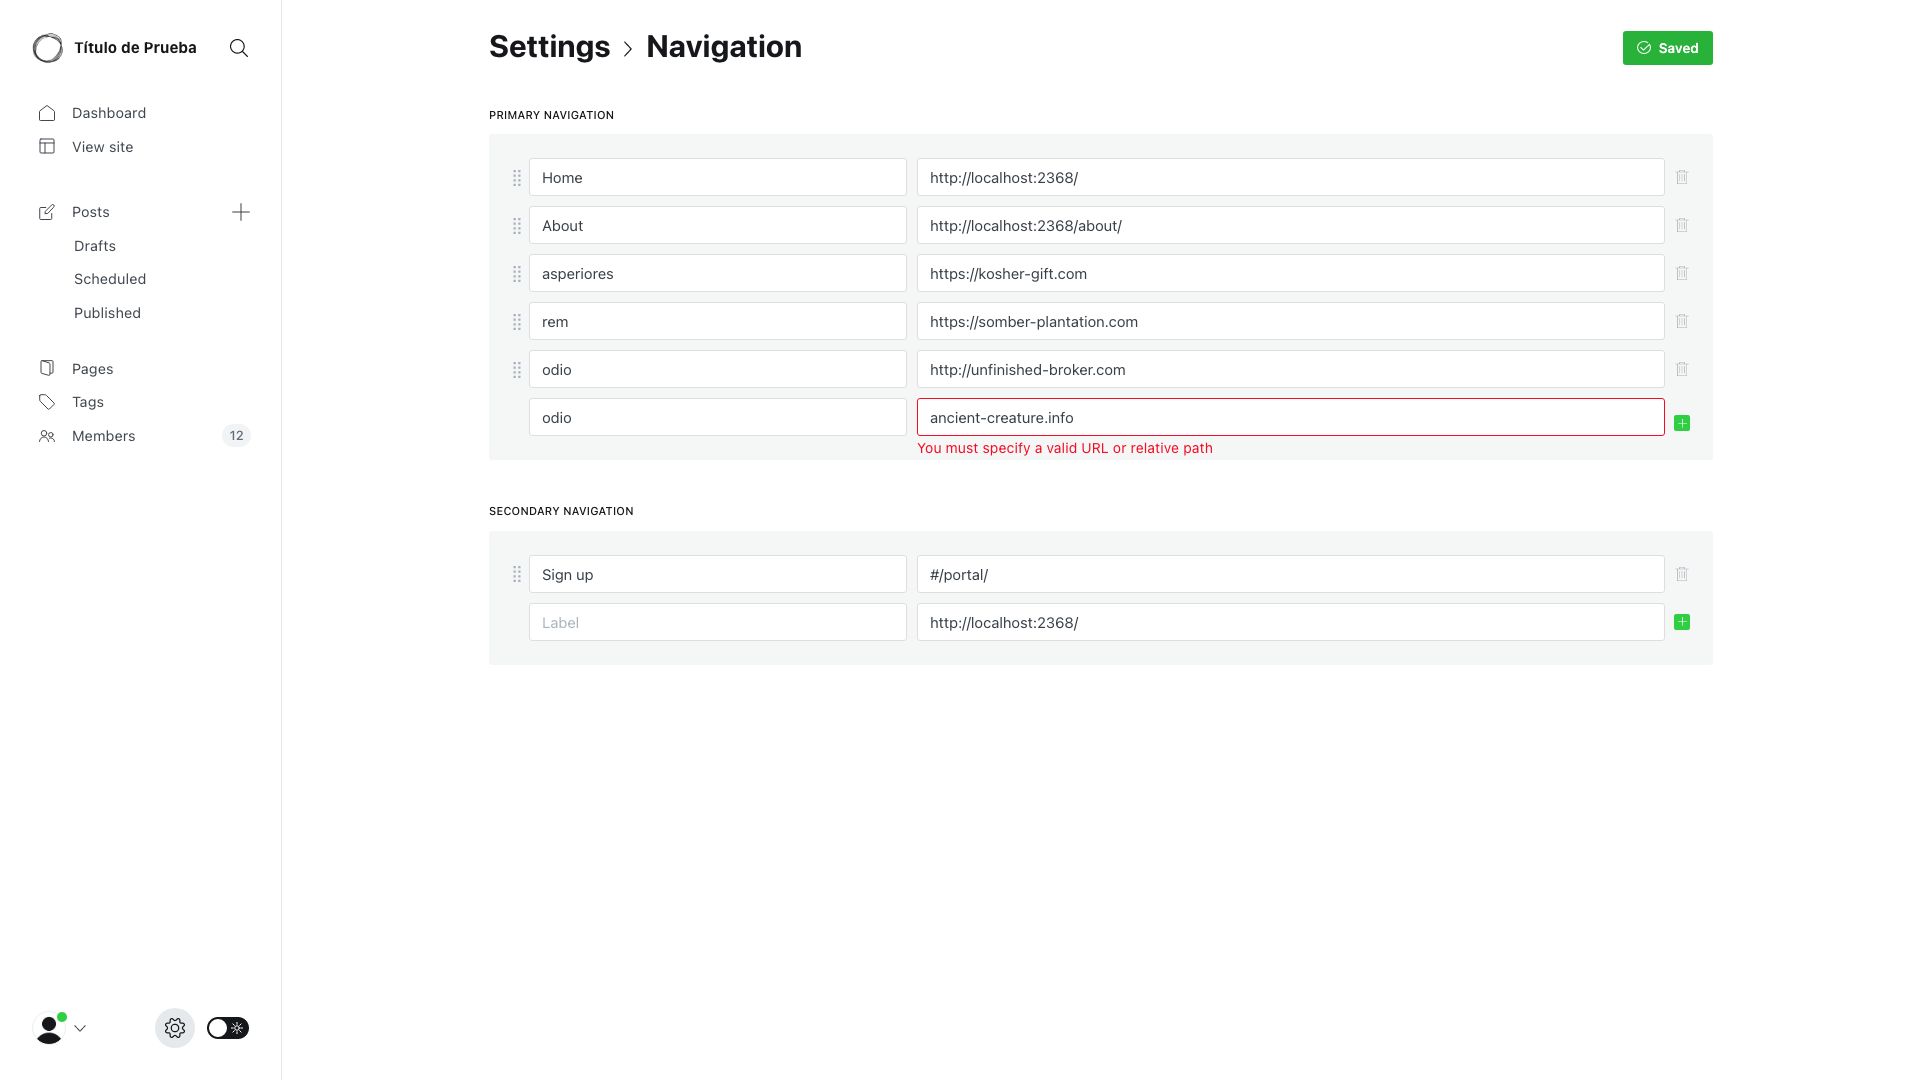 Título de Prueba
Dashboard
View site
Posts
Drafts
Scheduled
Published
Pages
Tags
Members 12
Settings > Navigation
Saved
PRIMARY NAVIGATION
Home http://localhost:2368/
About http://localhost:2368/about/
asperiores https://kosher-gift.com
rem https://somber-plantation.com
odio http://unfinished-broker.com
odio ancient-creature.info
You must specify a valid URL or relative path
SECONDARY NAVIGATION
Sign up #/portal/
Label http://localhost:2368/